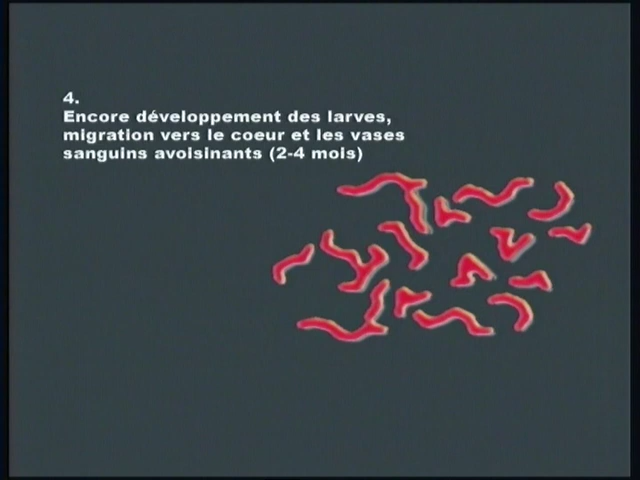 4.
Encore développement des larves,
migration vers le coeur et les vases
sanguins avoisinants (2-4 mois)